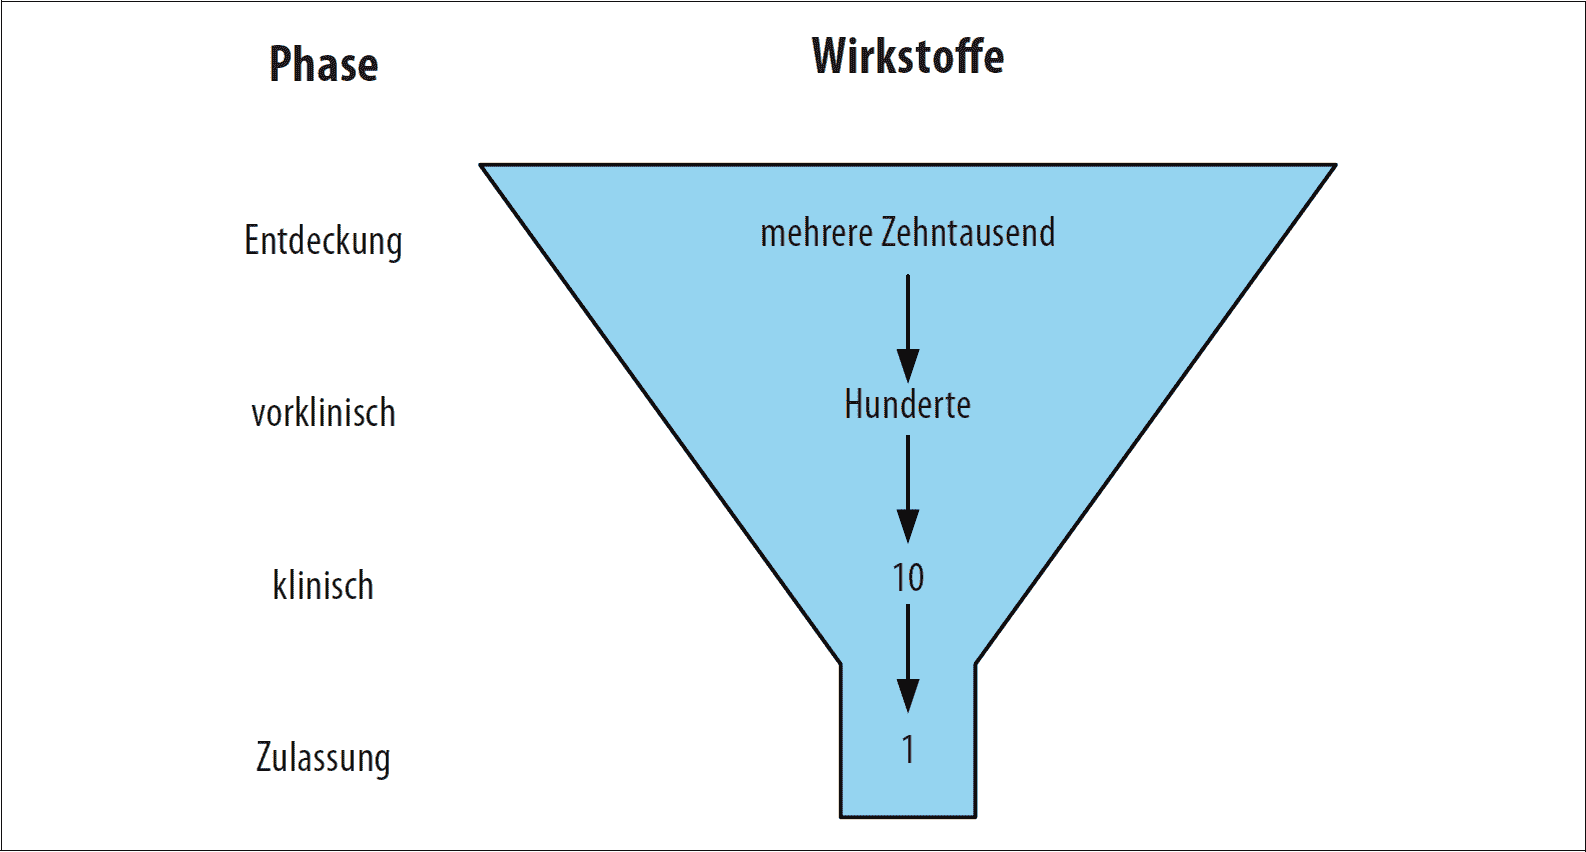 Phase
Wirkstoffe
Entdeckung
mehrere Zehntausend
vorklinisch
Hunderte
klinisch
10
Zulassung
1